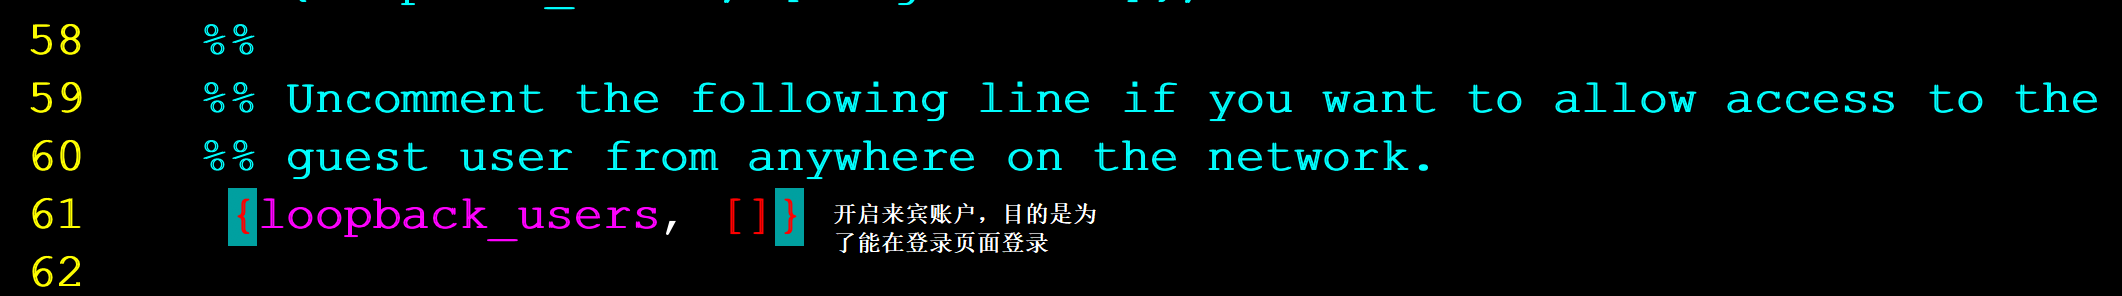 58 %%
59 %% Uncomment the following line if you want to allow access to the
60 %% guest user from anywhere on the network.
61 {loopback_users, []}
开启来宾账户，目的是为
了能在登录页面登录
62